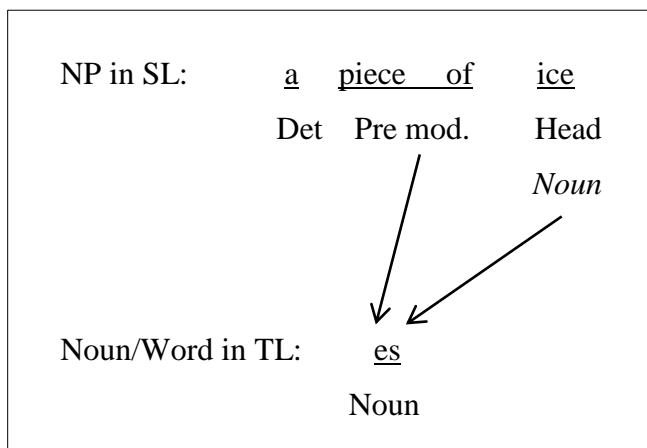 NP in SL: a piece of ice
Det Pre mod. Head
Noun
Noun/Word in TL: es
Noun